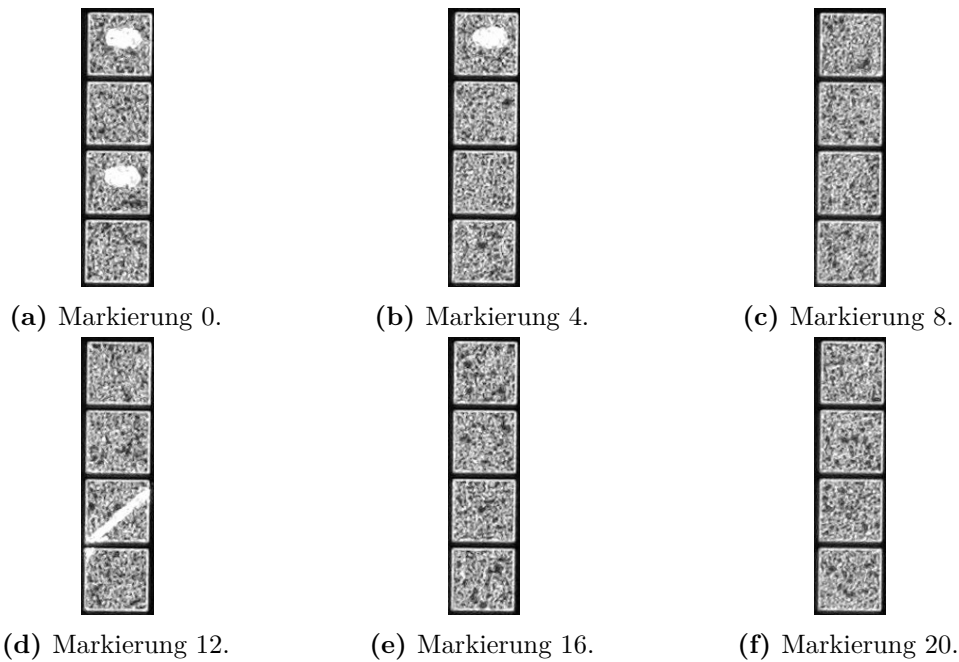 (a) Markierung 0.
(b) Markierung 4.
(c) Markierung 8.
(d) Markierung 12.
(e) Markierung 16.
(f) Markierung 20.